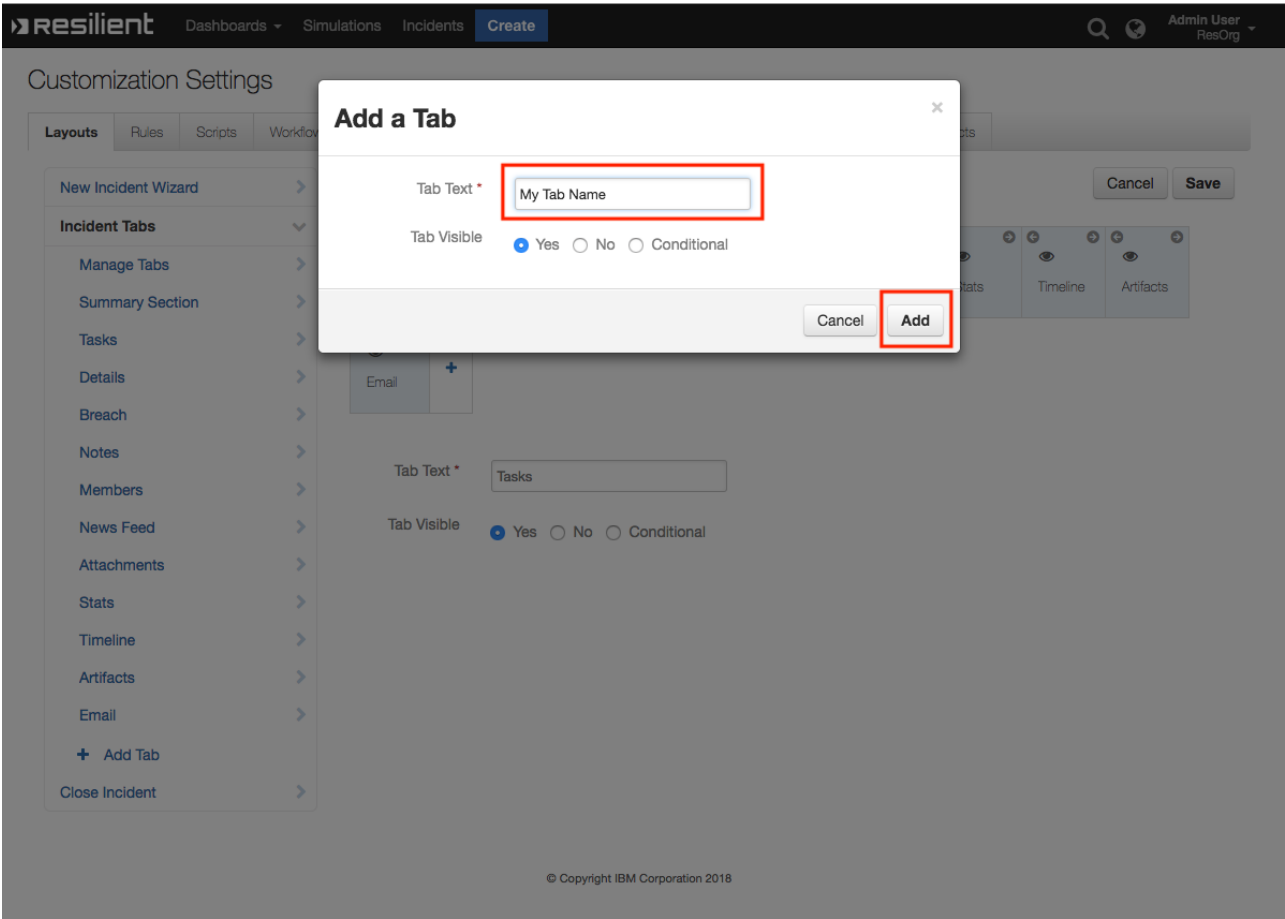 Resilient Dashboards Simulations Incidents Create Admin User
ResOrg
Customization Settings
Layouts Rules Scripts
Add a Tab ×
Tab Text * My Tab Name
Tab Visible Yes No Conditional
Cancel Add
New Incident Wizard
Cancel Save
Incident Tabs
Manage Tabs
Summary Section
Tasks
Details
Breach
Notes
Members
News Feed
Attachments
Stats
Timeline
Artifacts
Email
+ Add Tab
Close Incident
Timeline Artifacts
Email +
Tab Text * Tasks
Tab Visible Yes No Conditional
© Copyright IBM Corporation 2018